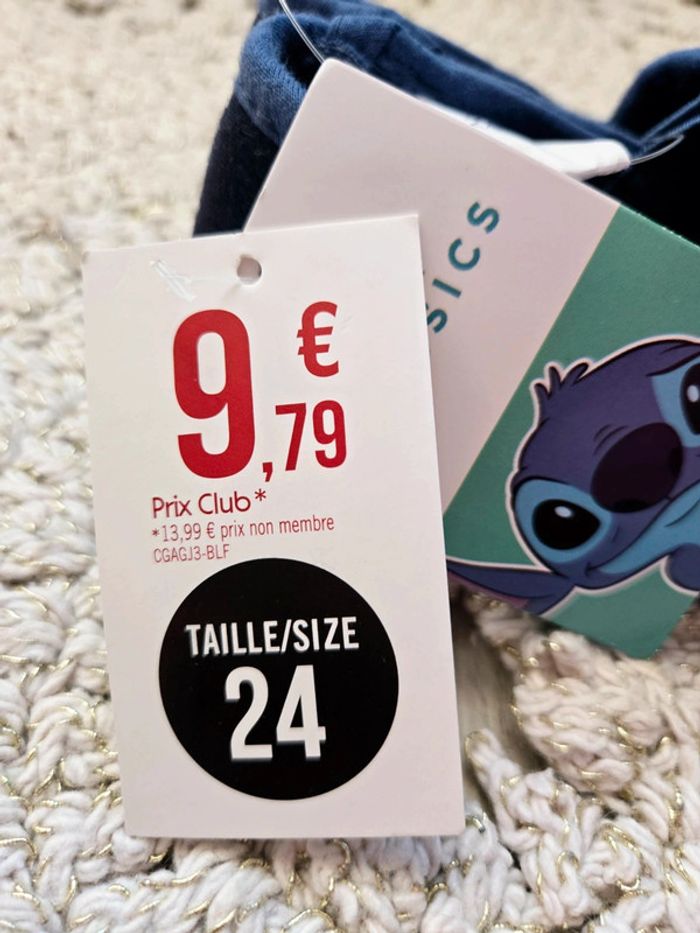 9,79 €
Prix Club*
*13,99 € prix non membre
CGAGJ3-BLF
TAILLE/SIZE
24
SICS